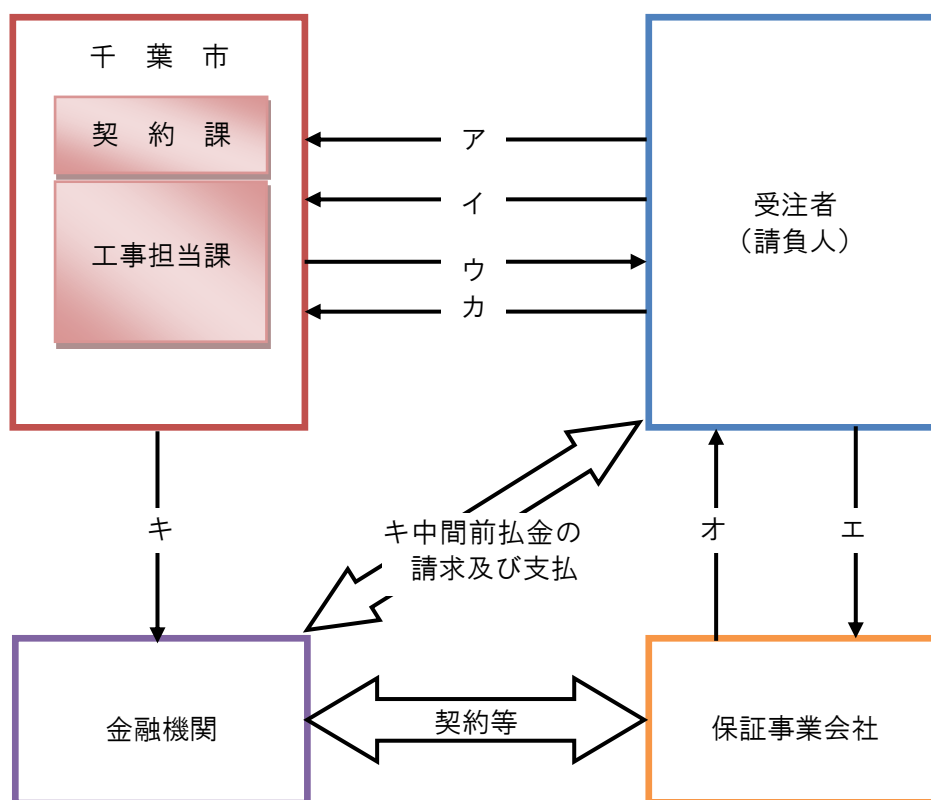 千 葉 市
契 約 課
工事担当課
ア
イ
ウ
カ
受注者
（請負人）
キ
キ中間前払金の
請求及び支払
オ
エ
金融機関
契約等
保証事業会社